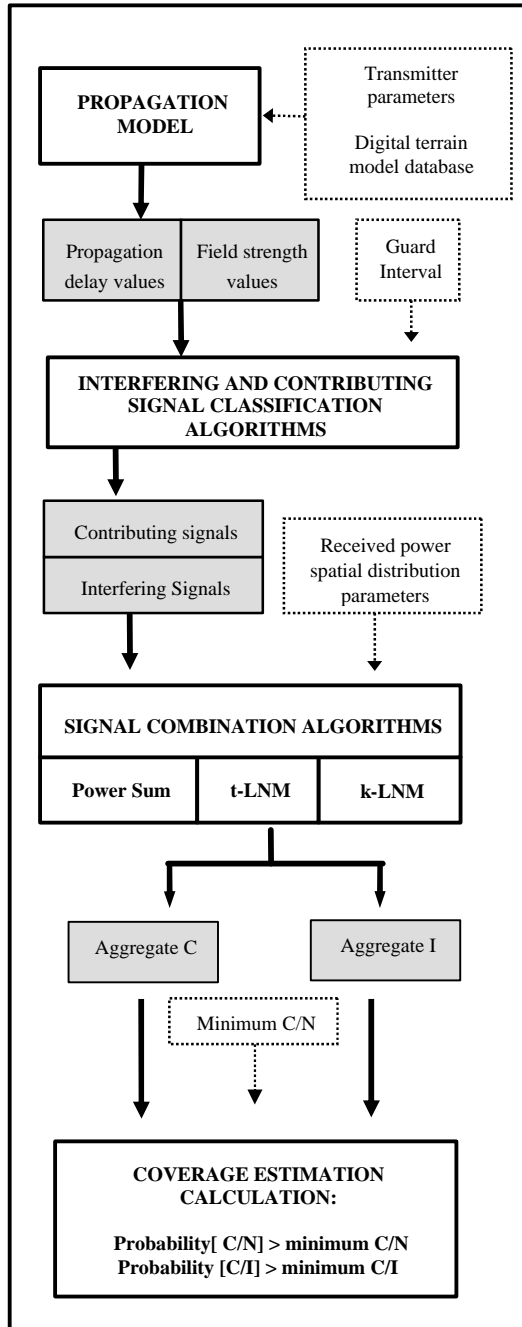 Transmitter
parameters
Digital terrain
model database
PROPAGATION
MODEL
Propagation
delay values
Field strength
values
Guard
Interval
INTERFERING AND CONTRIBUTING
SIGNAL CLASSIFICATION
ALGORITHMS
Contributing signals
Interfering Signals
Received power
spatial distribution
parameters
SIGNAL COMBINATION ALGORITHMS
Power Sum
t-LNM
k-LNM
Aggregate C
Aggregate I
Minimum C/N
COVERAGE ESTIMATION
CALCULATION:
Probability[ C/N] > minimum C/N
Probability [C/I] > minimum C/I